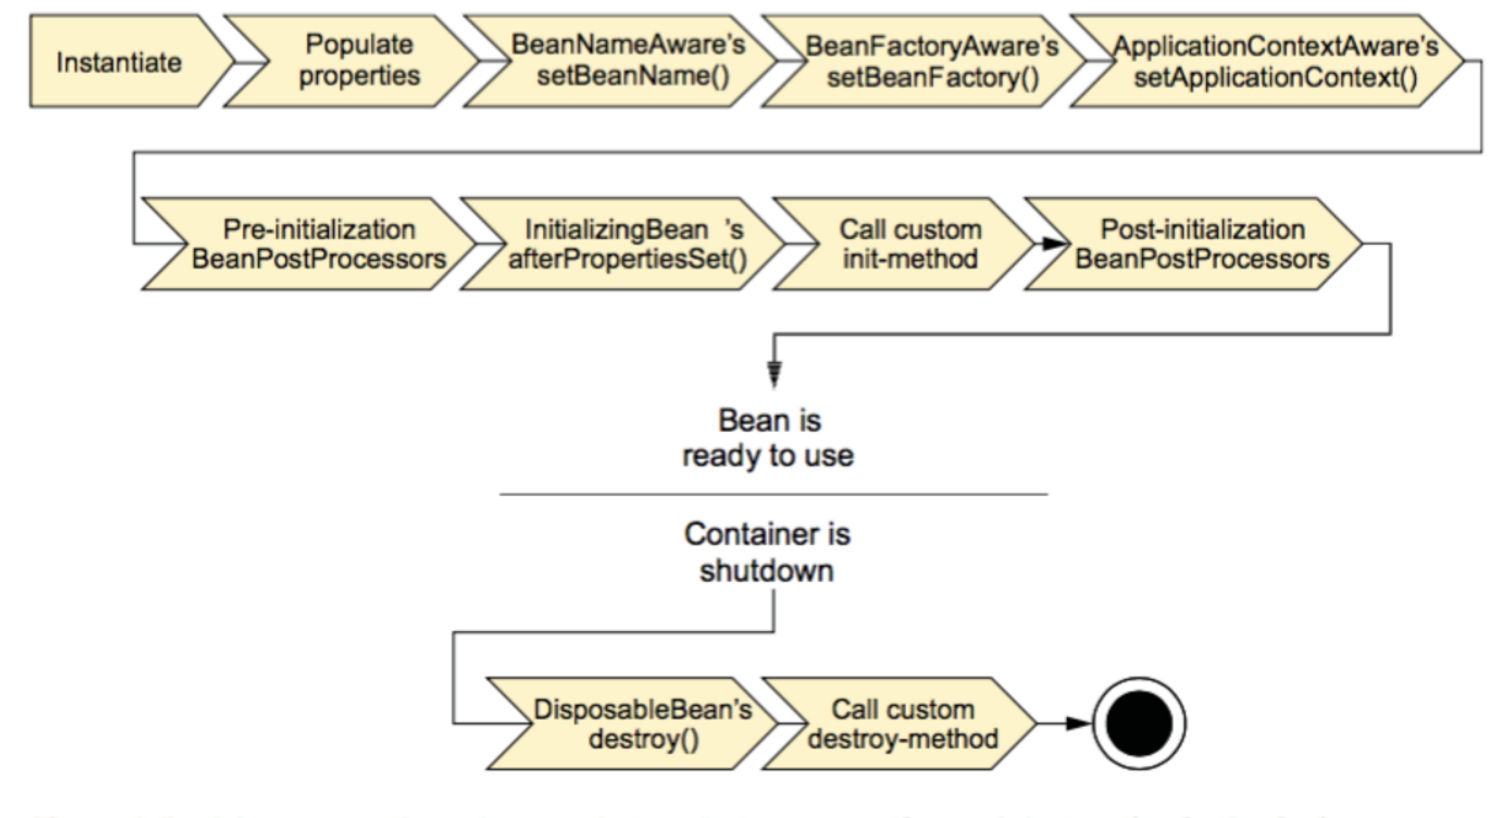 Instantiate
Populate
properties
BeanNameAware's
setBeanName()
BeanFactoryAware's
setBeanFactory()
ApplicationContextAware's
setApplicationContext()
Pre-initialization
BeanPostProcessors
InitializingBean 's
afterPropertiesSet()
Call custom
init-method
Post-initialization
BeanPostProcessors
Bean is
ready to use
Container is
shutdown
DisposableBean's
destroy()
Call custom
destroy-method